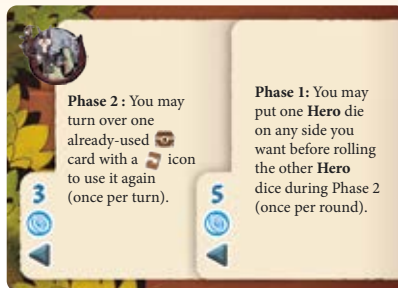 Phase 2 : You may
turn over one
already-used
card with a icon
to use it again
(once per turn).
3
Phase 1: You may
put one Hero die
on any side you
want before rolling
the other Hero
dice during Phase 2
(once per round).
5